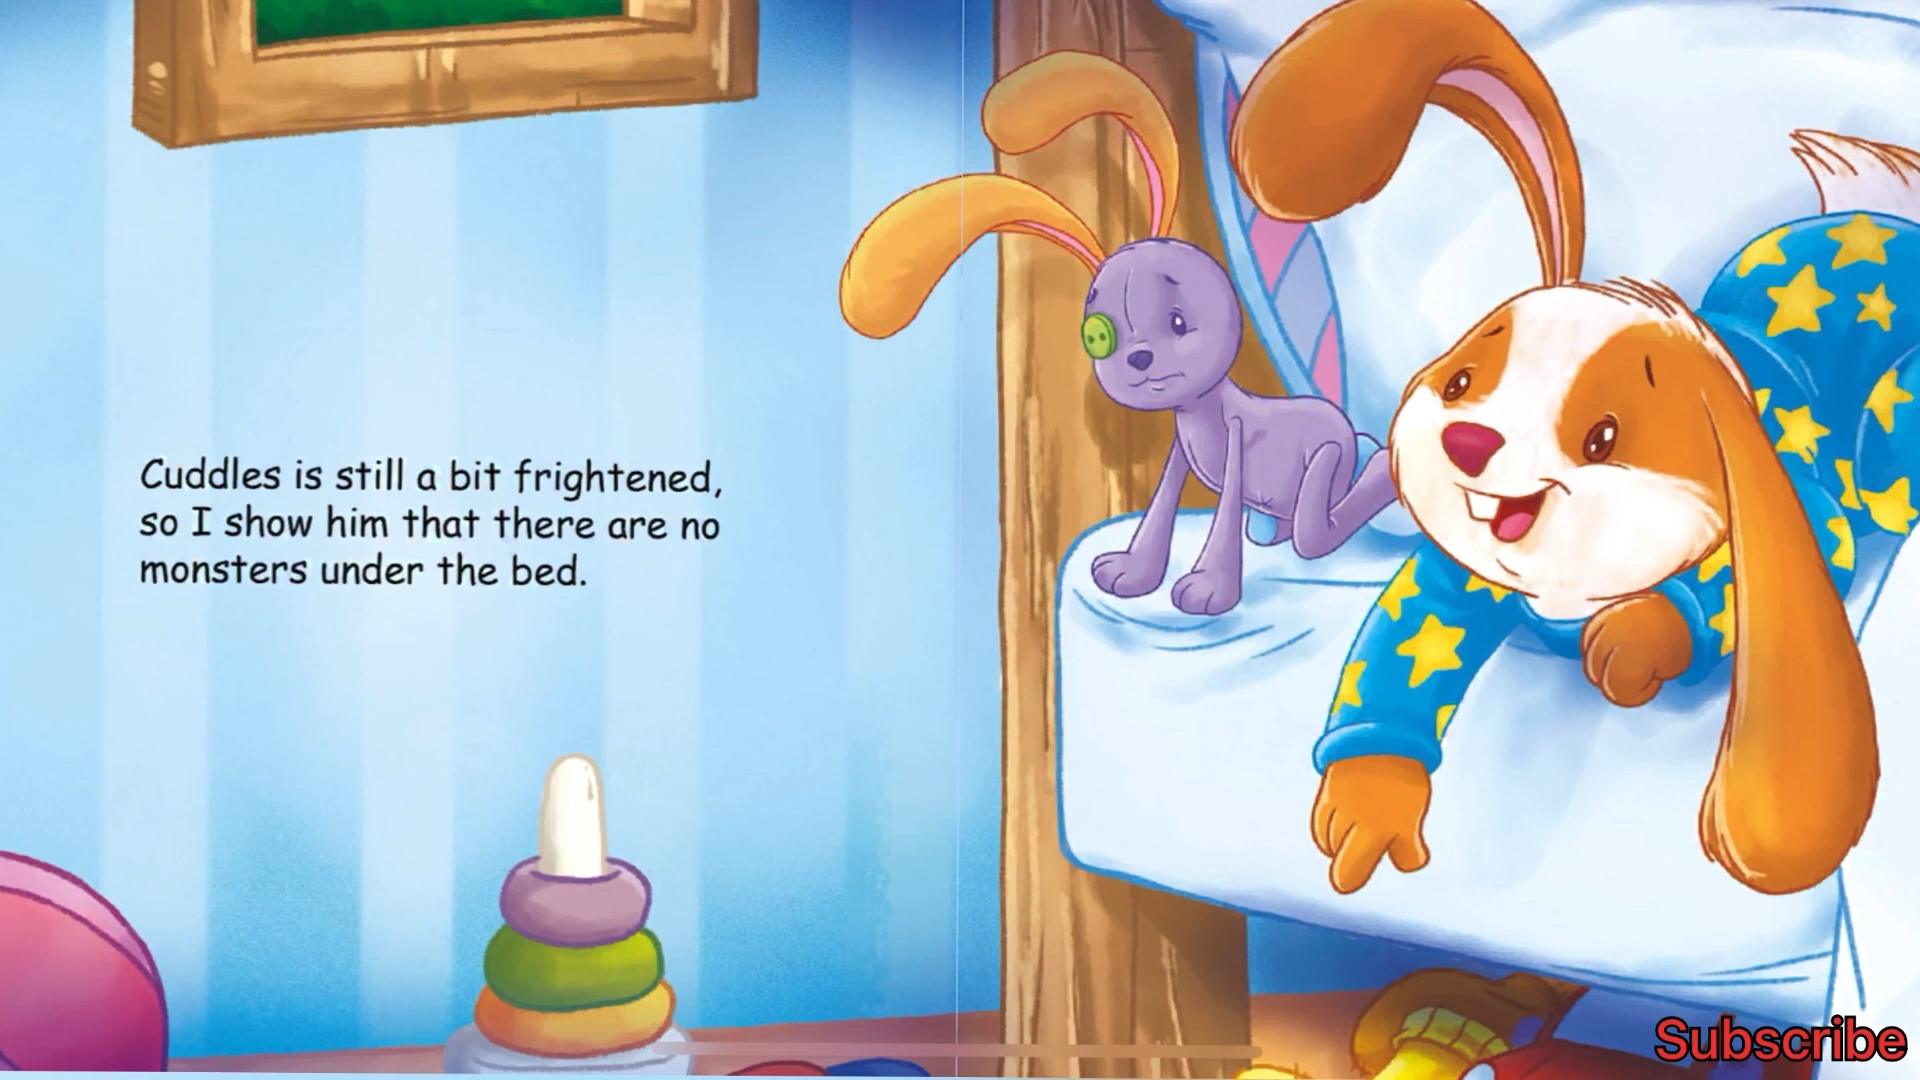 Cuddles is still a bit frightened,
so I show him that there are no
monsters under the bed.
Subscribe